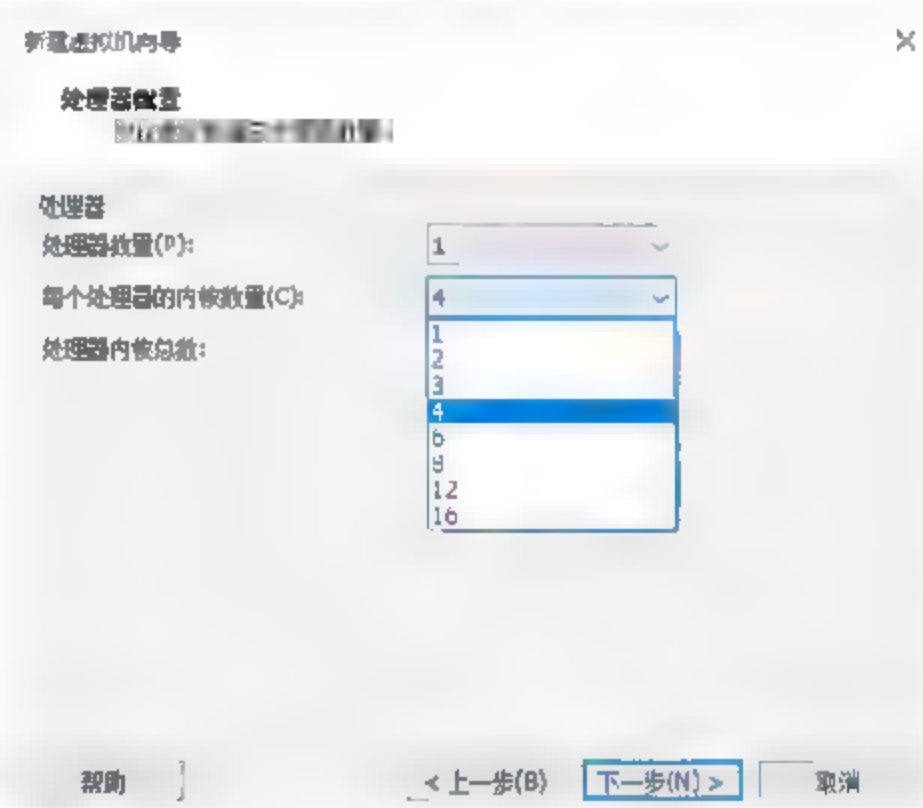 新建虚拟机向导
处理器配置
处理器
处理器数量(P):
1
每个处理器的内核数量(C):
4
处理器内核总数:
1
2
3
4
6
8
12
16
帮助
< 上一步(B)
下一步(N) >
取消